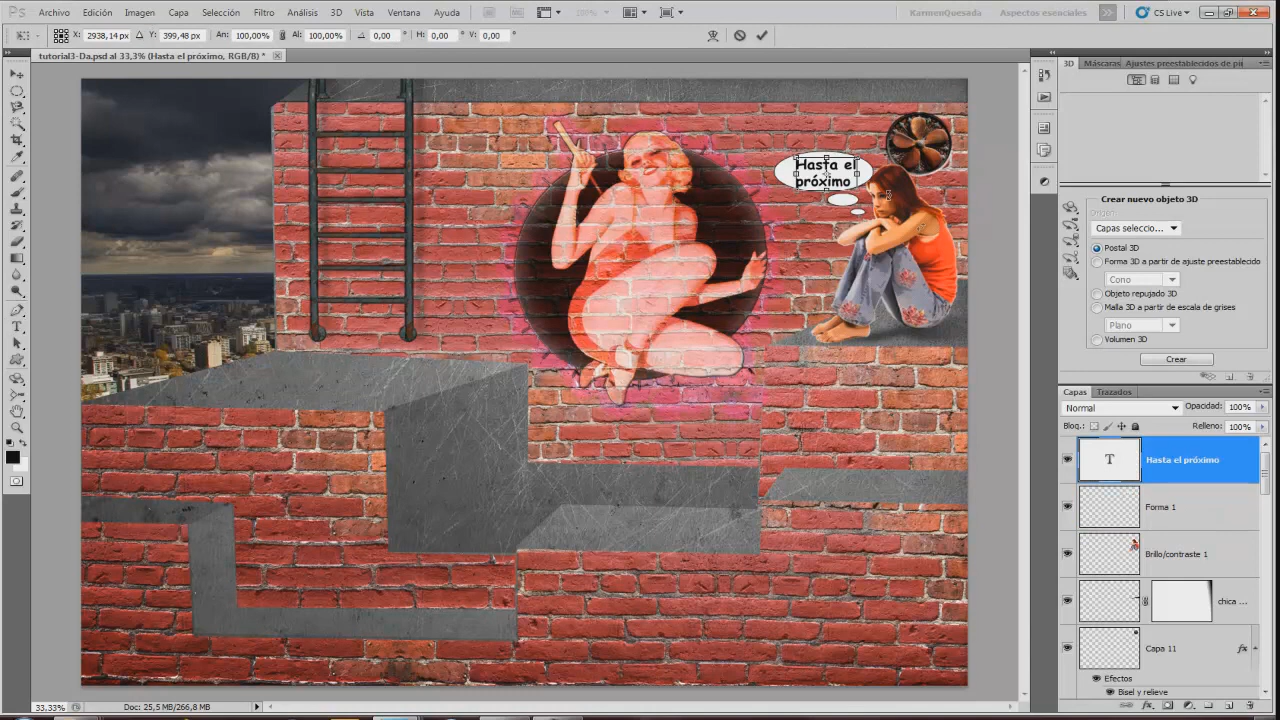 Ps Archivo Edición Imagen Capa Selección Filtro Análisis 3D Vista Ventana Ayuda 100% KarmenQuesada Aspectos esenciales >> CS Live
X: 2938,14 px Y: 399,48 px An: 100,00% Al: 100,00% 0,00 ° H: 0,00 ° V: 0,00 °
tutorial3-Da.psd al 33,3% (Hasta el próximo, RGB/8) *
Hasta el
próximo
3D Máscaras Ajustes preestablecidos de pi
Crear nuevo objeto 3D
Origen:
Capas seleccio...
Postal 3D
Forma 3D a partir de ajuste preestablecido
Cono
Objeto repujado 3D
Malla 3D a partir de escala de grises
Plano
Volumen 3D
Crear
Capas Trazados
Normal Opacidad: 100%
Bloq.: Relleno: 100%
T Hasta el próximo
Forma 1
Brillo/contraste 1
chica ...
Capa 11 fx
Efectos
Bisel y relieve
33,33% Doc: 25,5 MB/266,8 MB